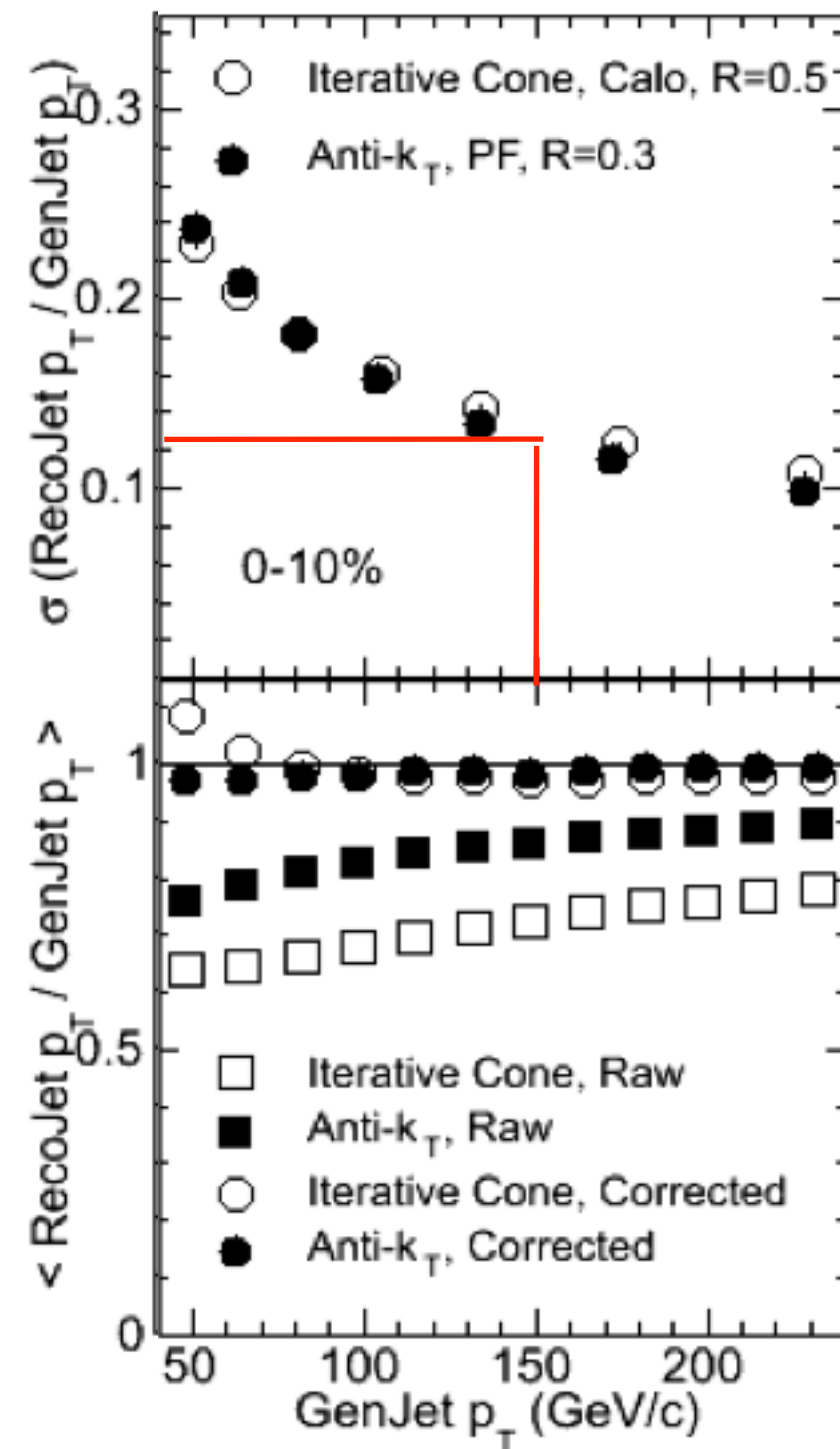 σ (RecoJet p_T / GenJet p_T)
0.3
0.2
0.1
Iterative Cone, Calo, R=0.5
Anti-k_T, PF, R=0.3
0-10%
< RecoJet p_T / GenJet p_T >
1
0.5
0
Iterative Cone, Raw
Anti-k_T, Raw
Iterative Cone, Corrected
Anti-k_T, Corrected
50 100 150 200
GenJet p_T (GeV/c)